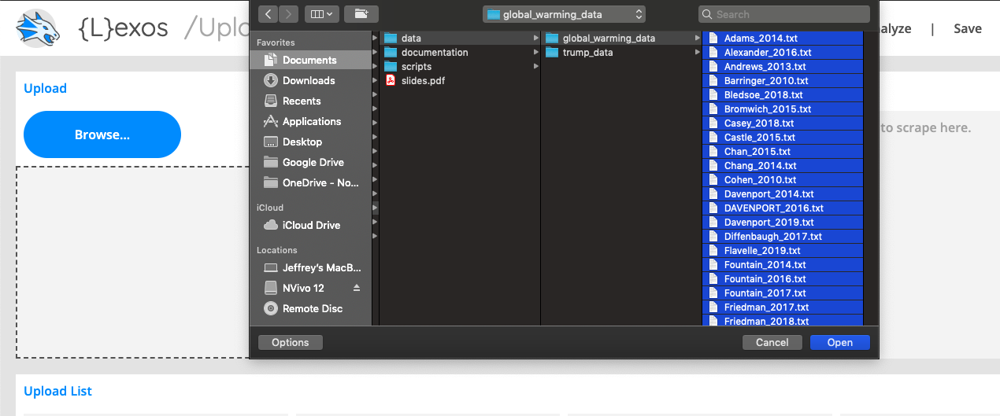 {L}exos /Uplo
global_warming_data
Search
alyze | Save
Upload
Browse...
to scrape here.
Favorites
Documents
Downloads
Recents
Applications
Desktop
Google Drive
OneDrive - No...
iCloud
iCloud Drive
Locations
Jeffrey's MacB...
NVivo 12
Remote Disc
data
documentation
scripts
slides.pdf
global_warming_data
trump_data
Adams_2014.txt
Alexander_2016.txt
Andrews_2013.txt
Barringer_2010.txt
Bledsoe_2018.txt
Bromwich_2015.txt
Casey_2018.txt
Castle_2015.txt
Chan_2015.txt
Chang_2014.txt
Cohen_2010.txt
Davenport_2014.txt
DAVENPORT_2016.txt
Davenport_2019.txt
Diffenbaugh_2017.txt
Flavelle_2019.txt
Fountain_2014.txt
Fountain_2016.txt
Fountain_2017.txt
Friedman_2017.txt
Friedman_2018.txt
Options
Cancel
Open
Upload List